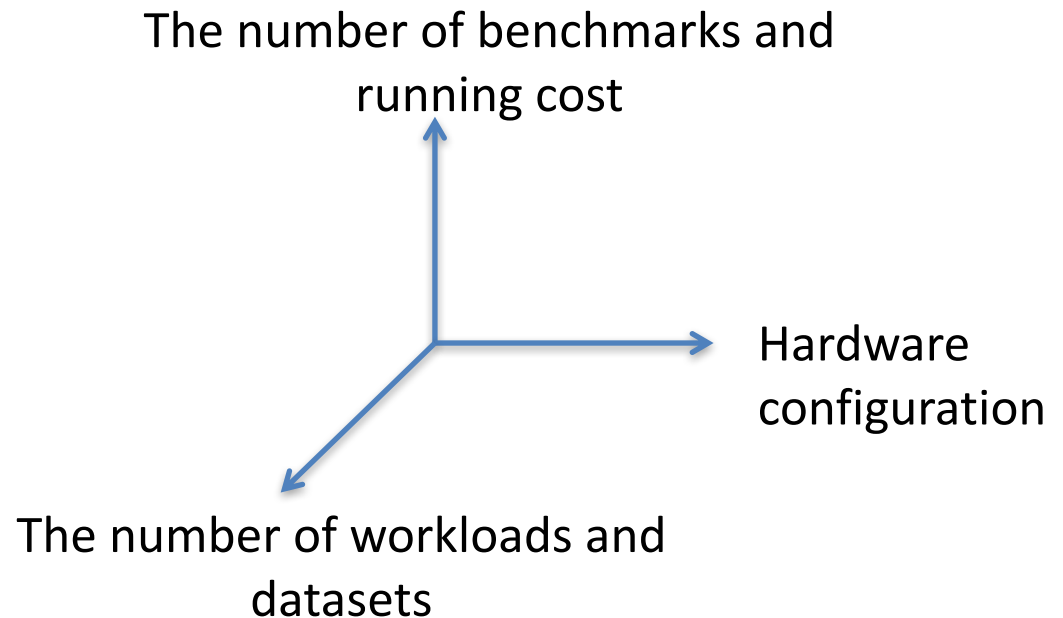 The number of benchmarks and
running cost
Hardware
configuration
The number of workloads and
datasets